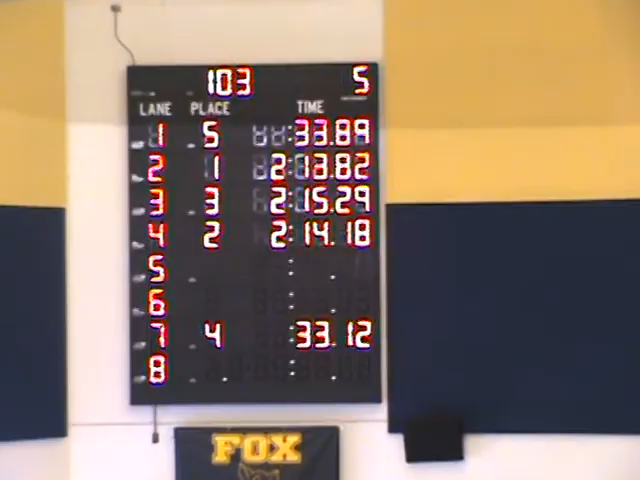 103 5
LANE PLACE TIME
1 5 :33.89
2 1 2:13.82
3 3 2:15.29
4 2 2:14.18
5 : .
6 :
7 4 33.12
8 . : .
FOX